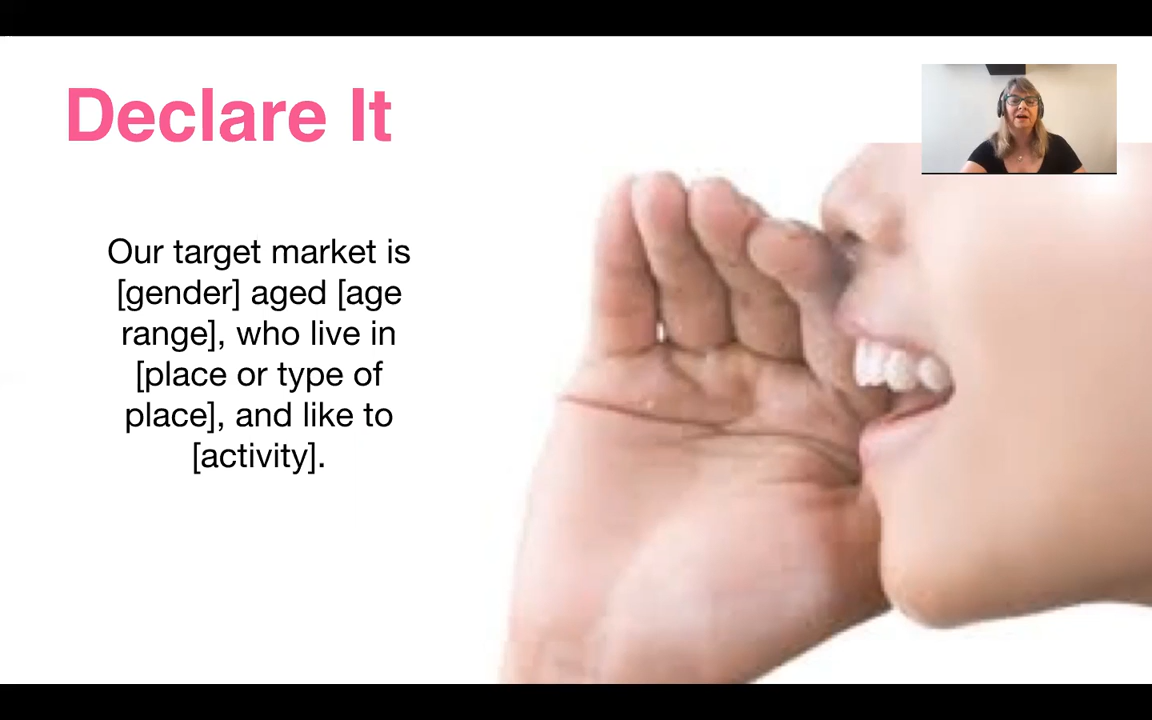 Declare It
Our target market is
[gender] aged [age
range], who live in
[place or type of
place], and like to
[activity].